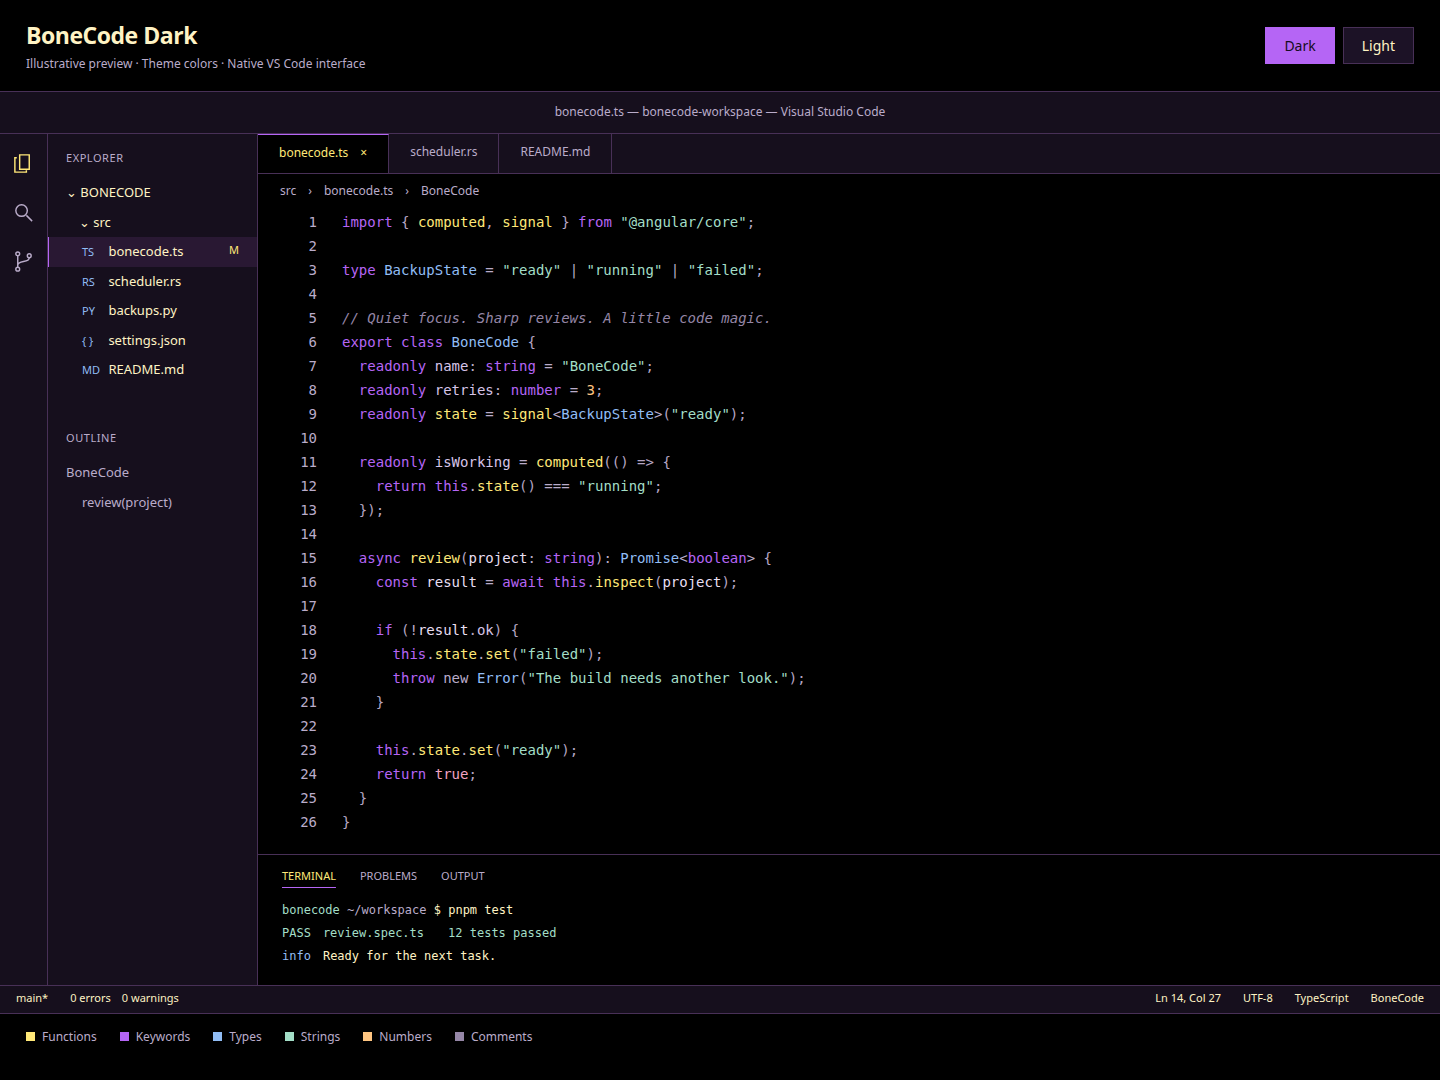 BoneCode Dark
Illustrative preview · Theme colors · Native VS Code interface
Dark
Light
bonecode.ts — bonecode-workspace — Visual Studio Code
EXPLORER
⌄ BONECODE
⌄ src
TS bonecode.ts M
RS scheduler.rs
PY backups.py
{} settings.json
MD README.md
OUTLINE
BoneCode
review(project)
bonecode.ts ×
scheduler.rs
README.md
src › bonecode.ts › BoneCode
1 import { computed, signal } from "@angular/core";
2
3 type BackupState = "ready" | "running" | "failed";
4
5 // Quiet focus. Sharp reviews. A little code magic.
6 export class BoneCode {
7   readonly name: string = "BoneCode";
8   readonly retries: number = 3;
9   readonly state = signal<BackupState>("ready");
10
11   readonly isWorking = computed(() => {
12     return this.state() === "running";
13   });
14
15   async review(project: string): Promise<boolean> {
16     const result = await this.inspect(project);
17
18     if (!result.ok) {
19       this.state.set("failed");
20       throw new Error("The build needs another look.");
21     }
22
23     this.state.set("ready");
24     return true;
25   }
26 }
TERMINAL PROBLEMS OUTPUT
bonecode ~/workspace $ pnpm test
PASS review.spec.ts 12 tests passed
info Ready for the next task.
main* 0 errors 0 warnings
Ln 14, Col 27 UTF-8 TypeScript BoneCode
Functions Keywords Types Strings Numbers Comments